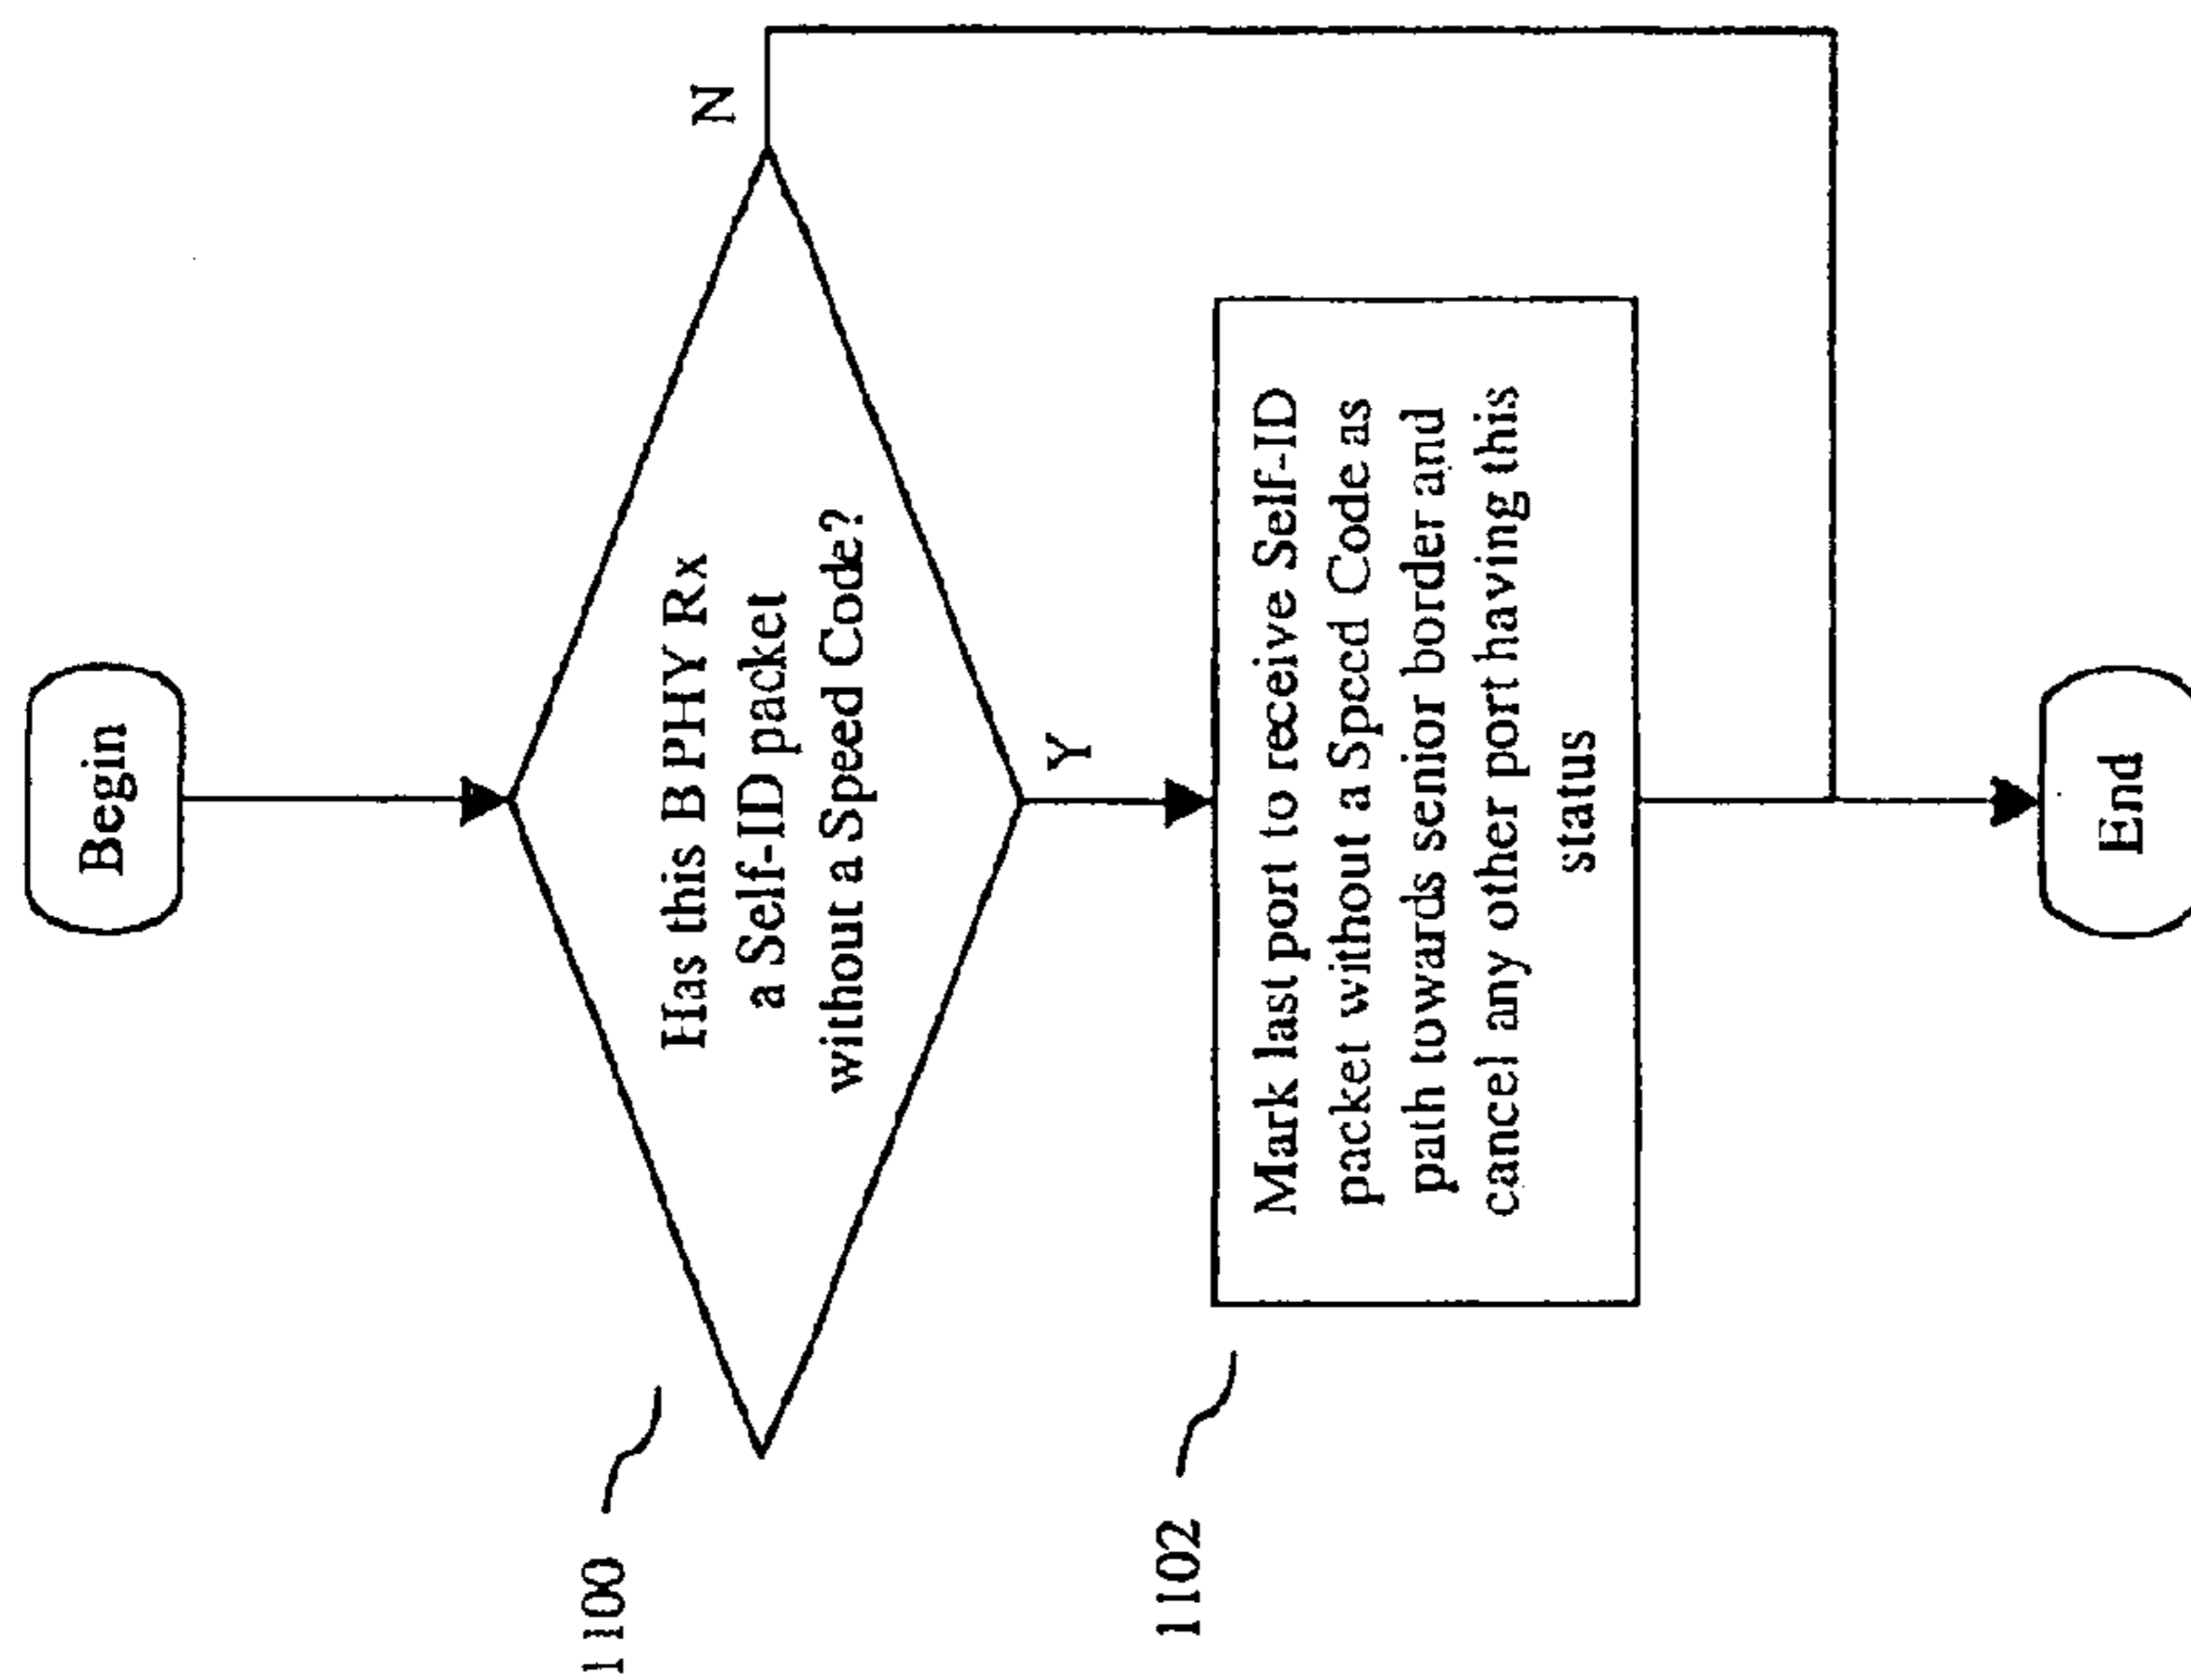 Begin
1100
Has this BPHY Rx
a Self-ID packet
without a Speed Code?
N
Y
1102
Mark last port to receive Self-ID
packet without a Speed Code as
path towards senior border and
cancel any other port having this
status
End